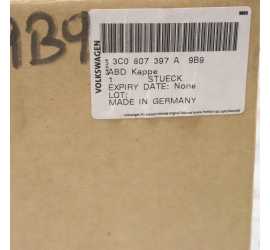 9B9
VOLKSWAGEN
3C0 807 397 A 9B9
ABD Kappe
1 STUECK
EXPIRY DATE: None
LOT:
MADE IN GERMANY